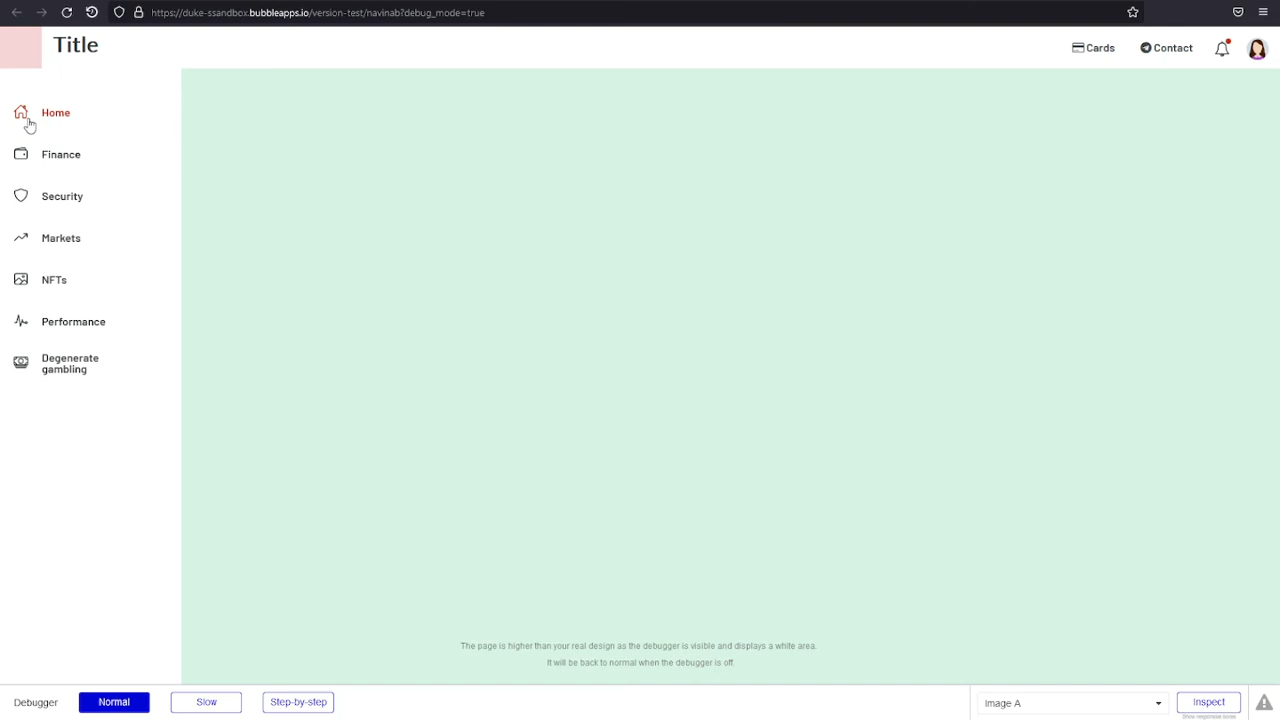 https://duke-ssandbox.bubbleapps.io/version-test/navinab?debug_mode=true
Title
Cards
Contact
Home
Finance
Security
Markets
NFTs
Performance
Degenerate
gambling
The page is higher than your real design as the debugger is visible and displays a white area.
It will be back to normal when the debugger is off.
Debugger
Normal
Slow
Step-by-step
Image A
Inspect
Show responsive boxes